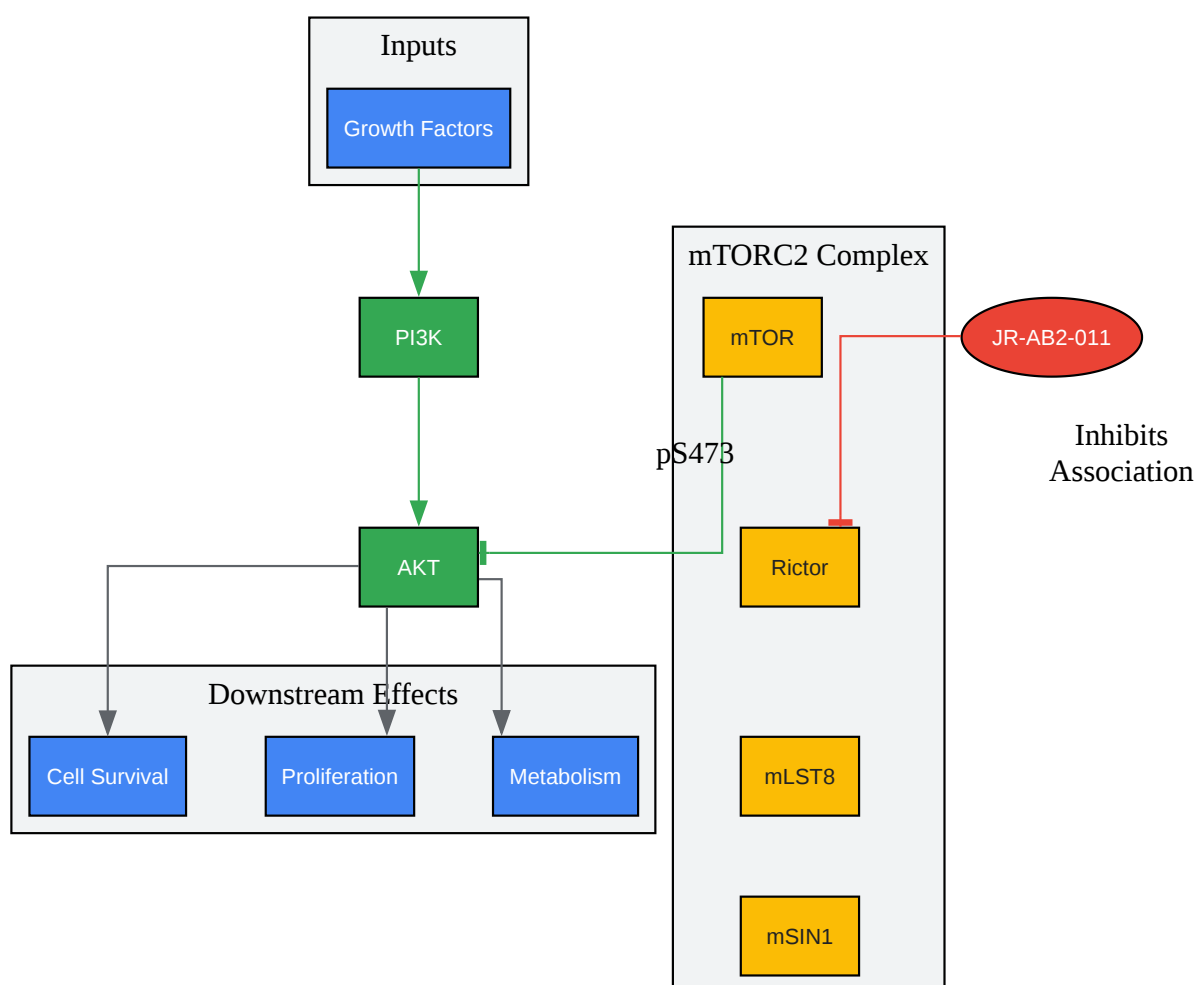 Inputs
Growth Factors
mTORC2 Complex
PI3K
mTOR
JR-AB2-011
Inhibits
Association
pS473
AKT
Rictor
Downstream Effects
Cell Survival
Proliferation
Metabolism
mLST8
mSIN1